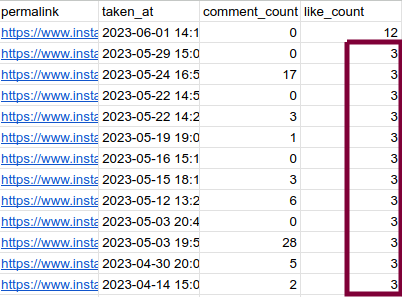 permalink taken_at comment_count like_count
https://www.insta 2023-06-01 14:1 0 12
https://www.insta 2023-05-29 15:0 0 3
https://www.insta 2023-05-24 16:5 17 3
https://www.insta 2023-05-22 14:5 0 3
https://www.insta 2023-05-22 14:2 3 3
https://www.insta 2023-05-19 19:0 1 3
https://www.insta 2023-05-16 15:1 0 3
https://www.insta 2023-05-15 18:1 3 3
https://www.insta 2023-05-12 13:2 6 3
https://www.insta 2023-05-03 20:4 0 3
https://www.insta 2023-05-03 19:5 28 3
https://www.insta 2023-04-30 20:0 5 3
https://www.insta 2023-04-14 15:0 2 3